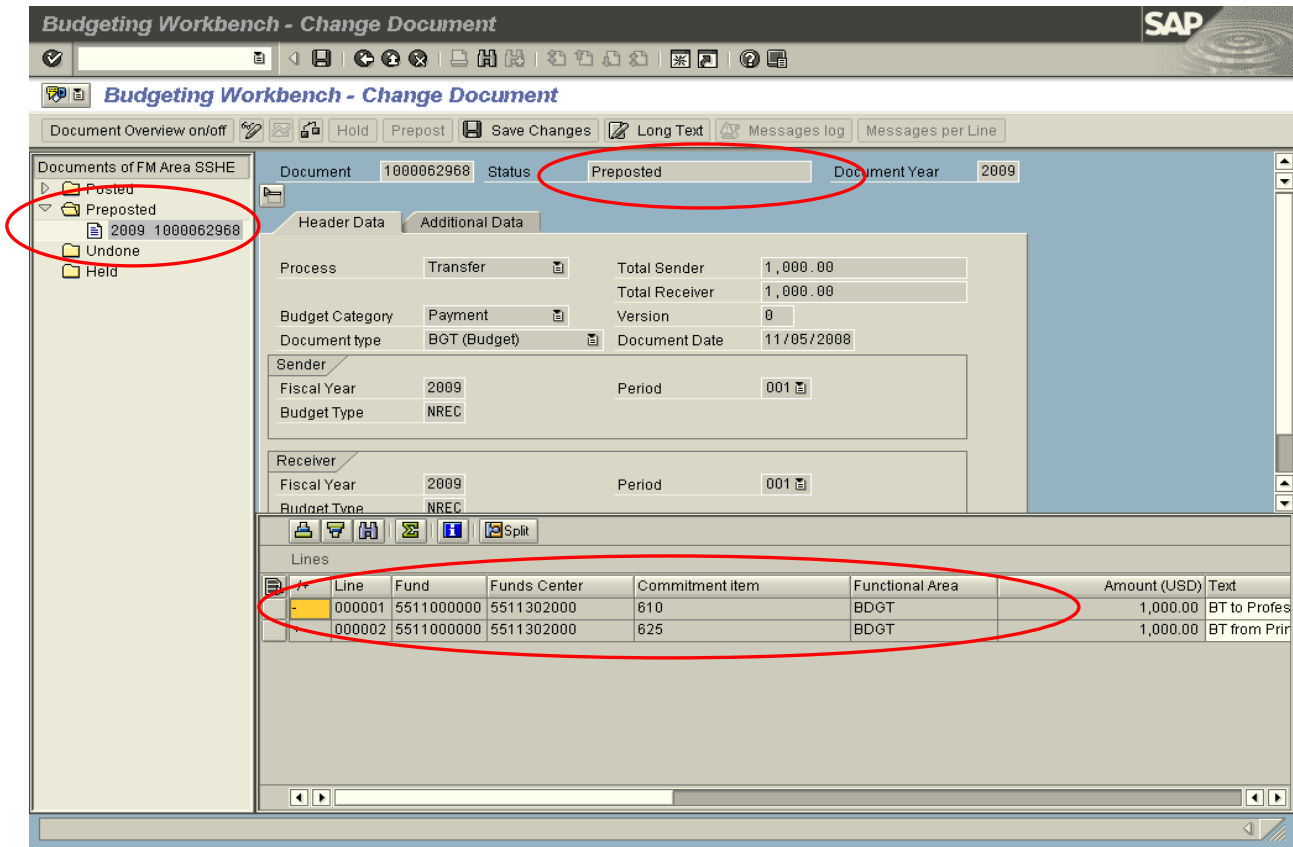 Budgeting Workbench - Change Document
SAP
Budgeting Workbench - Change Document
Document Overview on/off Hold Prepost Save Changes Long Text Messages log Messages per Line
Documents of FM Area SSHE
Posted
Preposted
2009 1000062968
Undone
Held
Document 1000062968 Status Preposted Document Year 2009
Header Data Additional Data
Process Transfer Total Sender 1,000.00
Total Receiver 1,000.00
Budget Category Payment Version 0
Document type BGT (Budget) Document Date 11/05/2008
Sender
Fiscal Year 2009 Period 001
Budget Type NREC
Receiver
Fiscal Year 2009 Period 001
Budget Type NREC
Split
Lines
-/+ Line Fund Funds Center Commitment item Functional Area Amount (USD) Text
- 000001 5511000000 5511302000 610 BDGT 1,000.00 BT to Profes
+ 000002 5511000000 5511302000 625 BDGT 1,000.00 BT from Prin